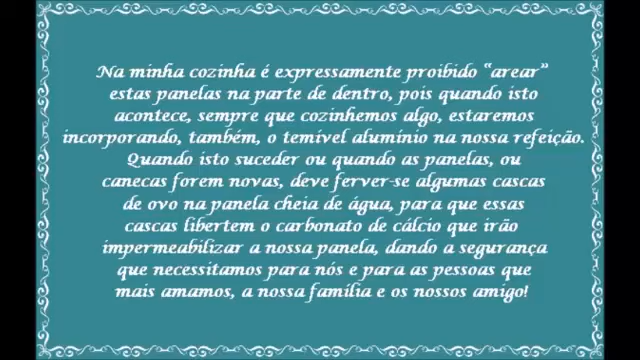 Na minha cozinha é expressamente proibido “arear”
estas panelas na parte de dentro, pois quando isto
acontece, sempre que cozinhemos algo, estaremos
incorporando, também, o temível alumínio na nossa refeição.
Quando isto suceder ou quando as panelas, ou
canecas forem novas, deve ferver-se algumas cascas
de ovo na panela cheia de água, para que essas
cascas libertem o carbonato de cálcio que irão
impermeabilizar a nossa panela, dando a segurança
que necessitamos para nós e para as pessoas que
mais amamos, a nossa família e os nossos amigo!